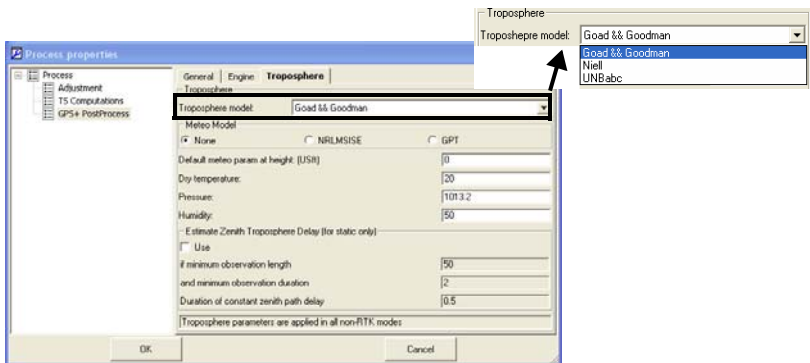 Troposphere
Troposhepre model: Goad && Goodman
Goad && Goodman
Niell
UNBabc
Process properties
Process
Adjustment
TS Computations
GPS+ PostProcess
General Engine Troposphere
Troposphere
Troposphere model: Goad && Goodman
Meteo Model
None NRLMSISE GPT
Default meteo param at height: (USft) 0
Dry temperature: 20
Pressure: 1013.2
Humidity: 50
Estimate Zenith Troposphere Delay (for static only)
Use
if minimum observation length 50
and minimum observation duration 2
Duration of constant zenith path delay 0.5
Troposphere parameters are applied in all non-RTK modes
OK Cancel